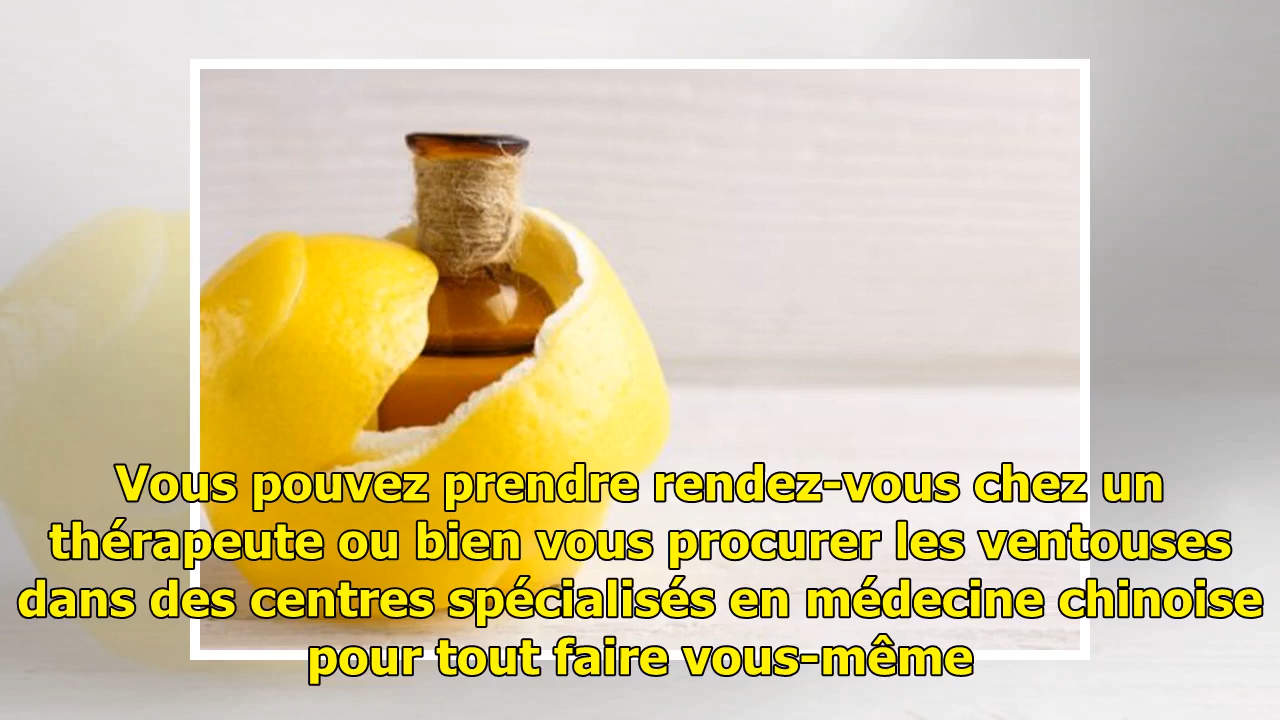 Vous pouvez prendre rendez-vous chez un
thérapeute ou bien vous procurer les ventouses
dans des centres spécialisés en médecine chinoise
pour tout faire vous-même